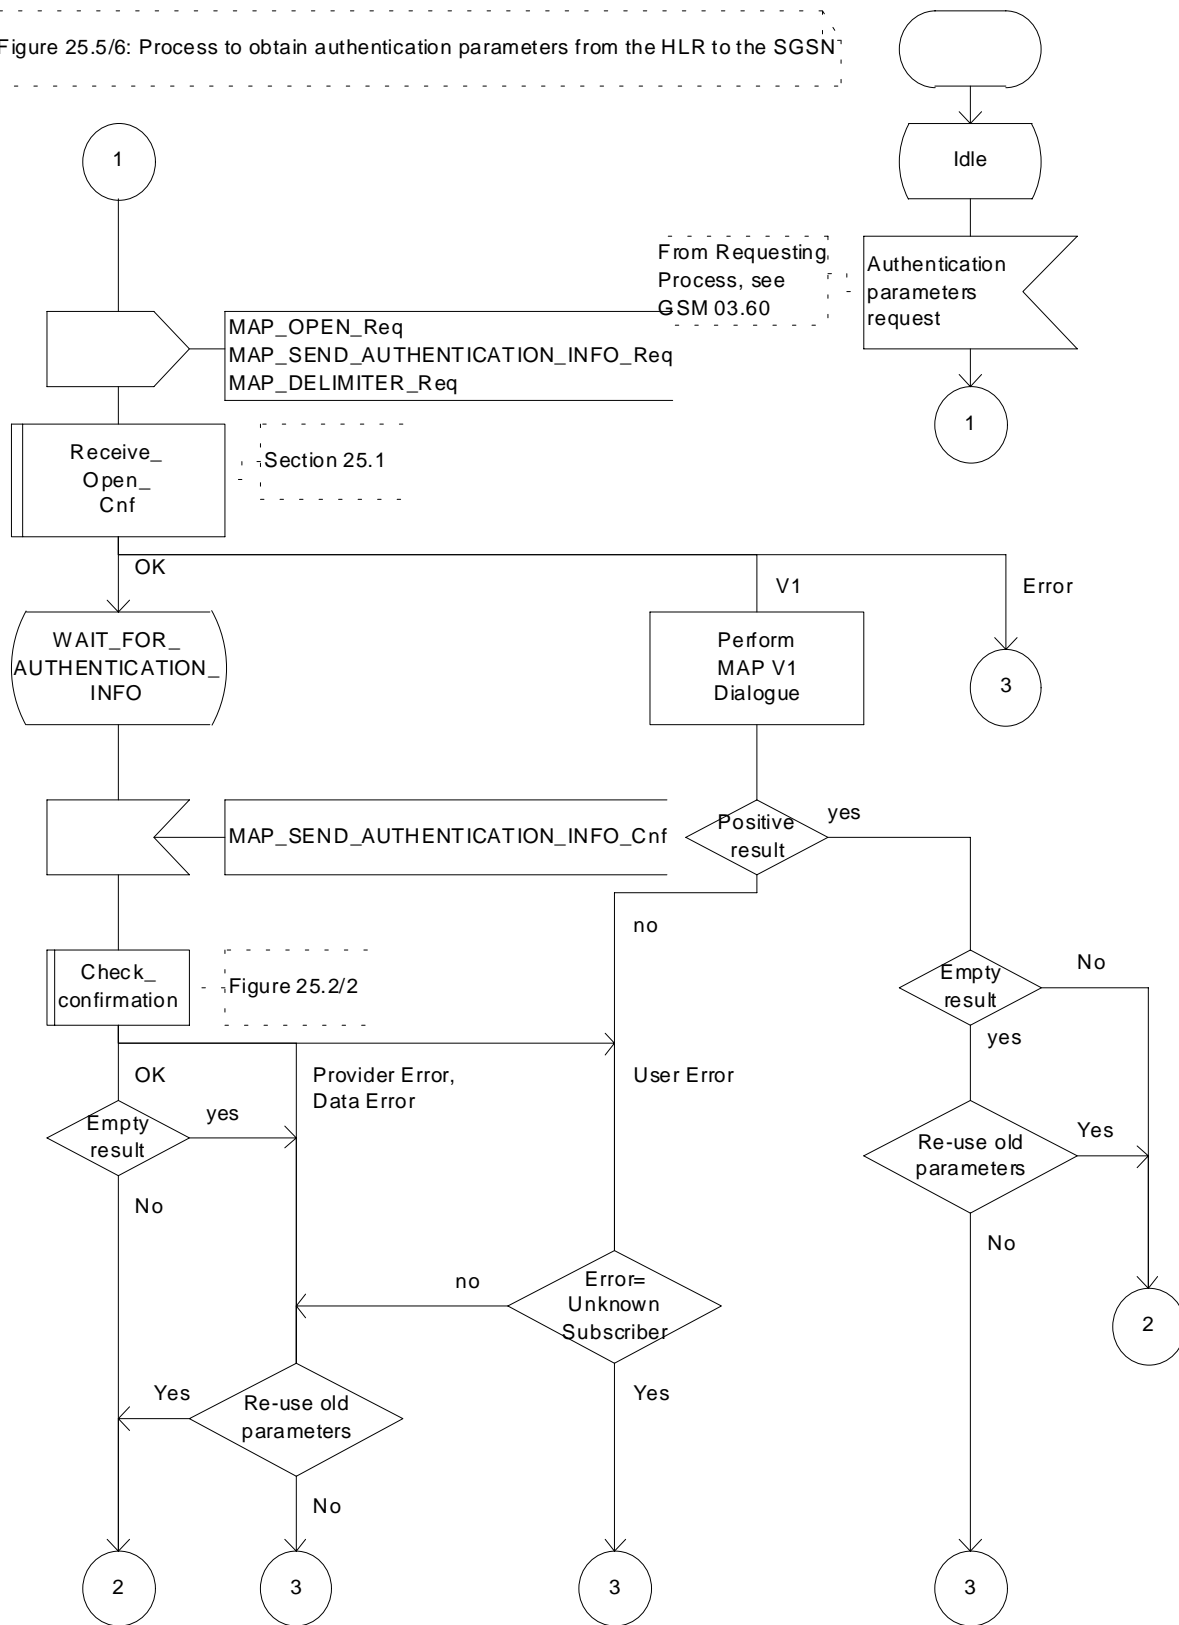 Figure 25.5/6: Process to obtain authentication parameters from the HLR to the SGSN
1
Idle
From Requesting
Process, see
GSM 03.60
Authentication
parameters
request
MAP_OPEN_Req
MAP_SEND_AUTHENTICATION_INFO_Req
MAP_DELIMITER_Req
1
Receive_
Open_
Cnf
Section 25.1
OK
V1
Error
WAIT_FOR_
AUTHENTICATION_
INFO
Perform
MAP V1
Dialogue
3
MAP_SEND_AUTHENTICATION_INFO_Cnf
Positive
result
yes
no
Check_
confirmation
Figure 25.2/2
Empty
result
No
yes
OK
Provider Error,
Data Error
User Error
Empty
result
yes
Re-use old
parameters
Yes
No
No
no
Error=
Unknown
Subscriber
2
Yes
Re-use old
parameters
Yes
No
2
3
3
3